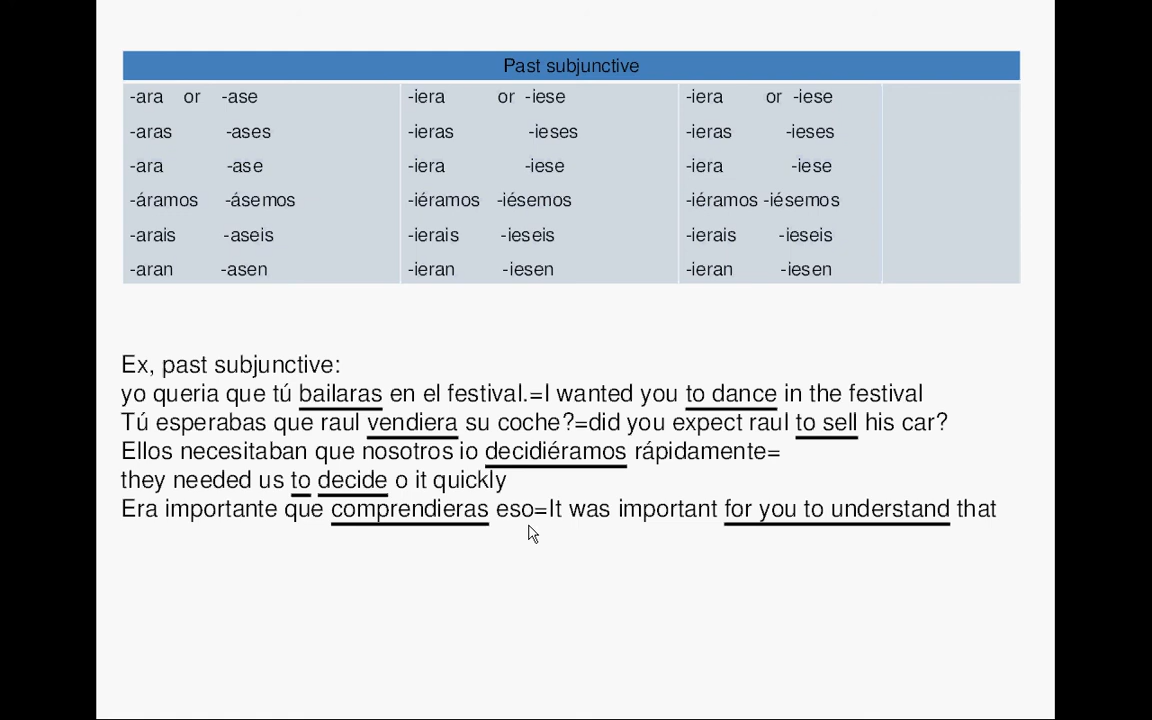 Past subjunctive
-ara or -ase -iera or -iese -iera or -iese
-aras -ases -ieras -ieses -ieras -ieses
-ara -ase -iera -iese -iera -iese
-áramos -ásemos -iéramos -iésemos -iéramos -iésemos
-arais -aseis -ierais -ieseis -ierais -ieseis
-aran -asen -ieran -iesen -ieran -iesen
Ex, past subjunctive:
yo queria que tú bailaras en el festival.=I wanted you to dance in the festival
Tú esperabas que raul vendiera su coche?=did you expect raul to sell his car?
Ellos necesitaban que nosotros io decidiéramos rápidamente=
they needed us to decide o it quickly
Era importante que comprendieras eso=It was important for you to understand that